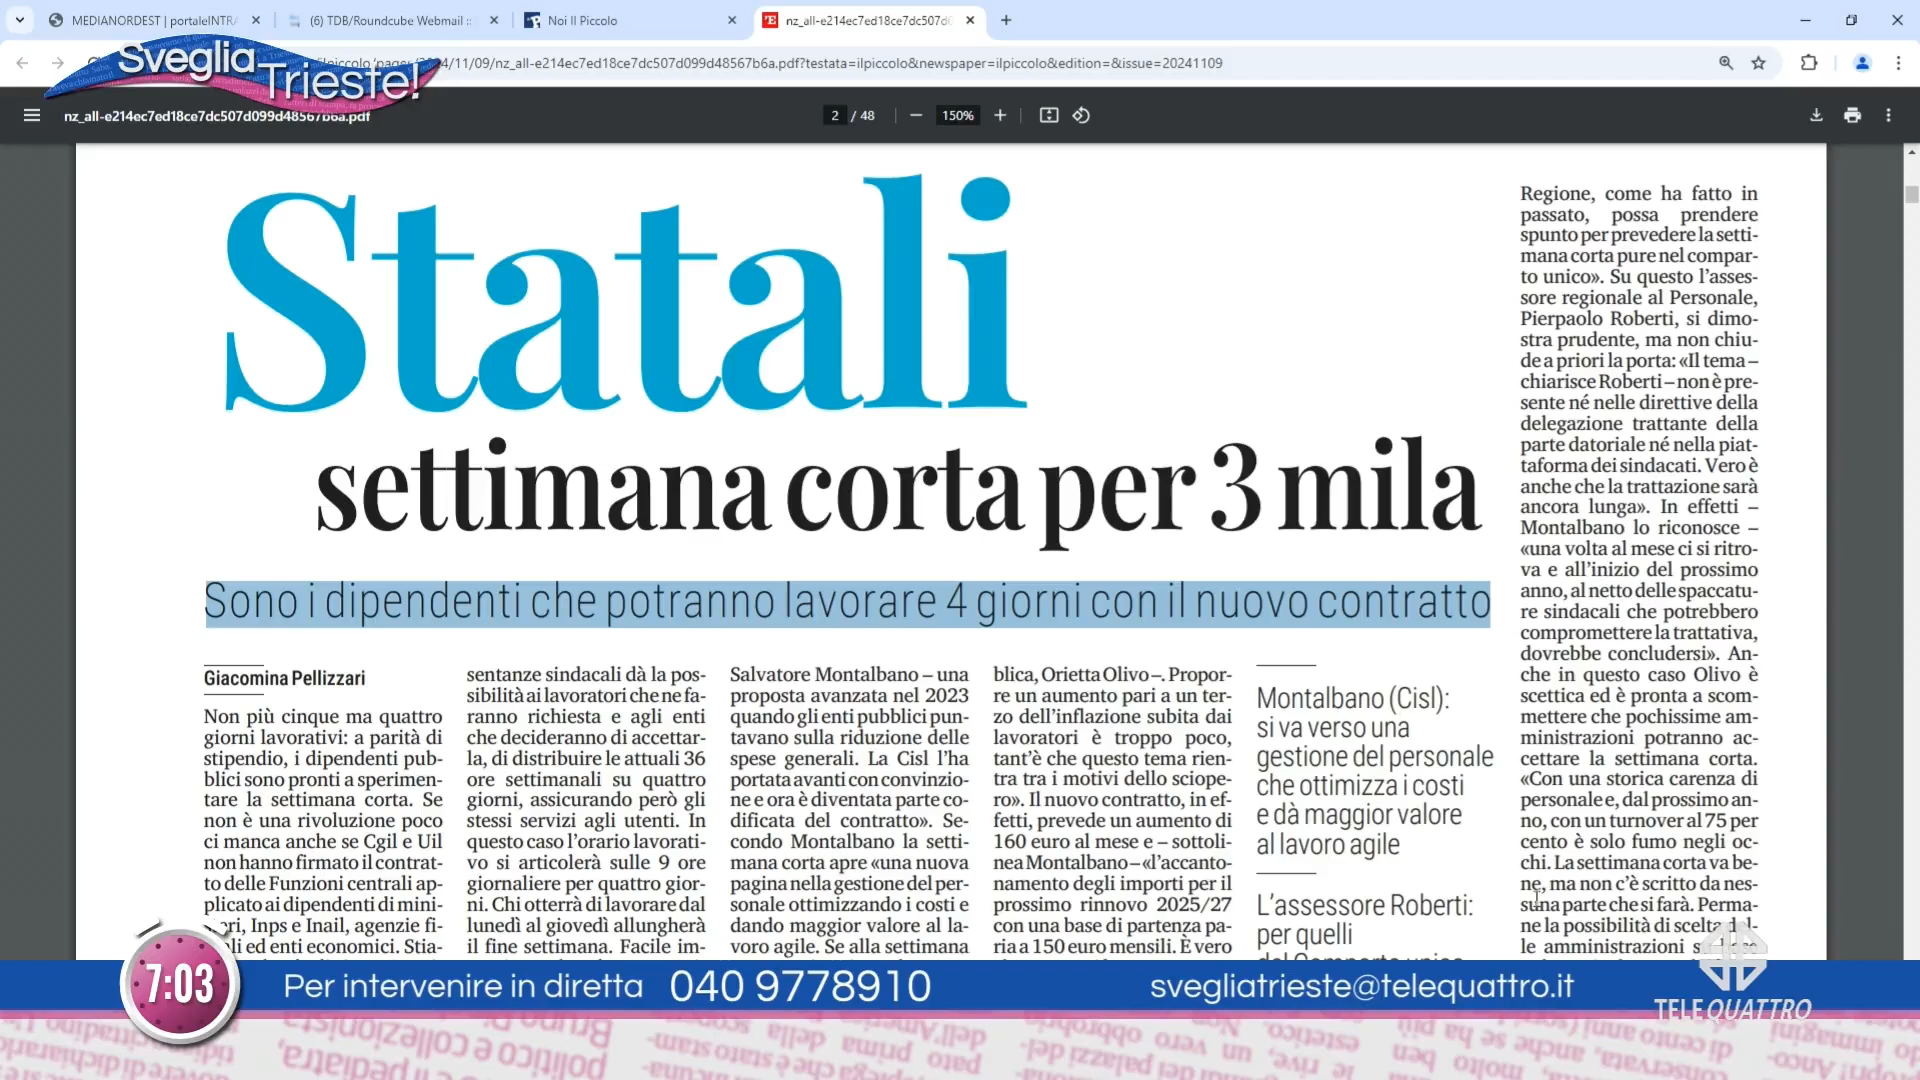 MEDIANORDEST | portaleINTRA
(6) TDB/Roundcube Webmail ::
Noi Il Piccolo
nz_all-e214ec7ed18ce7dc507d0
Sveglia
Trieste!
/11/09/nz_all-e214ec7ed18ce7dc507d099d48567b6a.pdf?testata=ilpiccolo&newspaper=ilpiccolo&edition=&issue=20241109
nz_all-e214ec7ed18ce7dc507d099d48567b6a.pdf
2 / 48
150%
Statali
settimana corta per 3 mila
Sono i dipendenti che potranno lavorare 4 giorni con il nuovo contratto
Giacomina Pellizzari
Non più cinque ma quattro
giorni lavorativi: a parità di
stipendio, i dipendenti pub-
blici sono pronti a sperimen-
tare la settimana corta. Se
non è una rivoluzione poco
ci manca anche se Cgil e Uil
non hanno firmato il contrat-
to delle Funzioni centrali ap-
plicato ai dipendenti di mini-
ori, Inps e Inail, agenzie fi-
ali ed enti economici. Stia-
sentanze sindacali dà la pos-
sibilità ai lavoratori che ne fa-
ranno richiesta e agli enti
che decideranno di accettar-
la, di distribuire le attuali 36
ore settimanali su quattro
giorni, assicurando però gli
stessi servizi agli utenti. In
questo caso l'orario lavorati-
vo si articolerà sulle 9 ore
giornaliere per quattro gior-
ni. Chi otterrà di lavorare dal
lunedì al giovedì allungherà
il fine settimana. Facile im-
Salvatore Montalbano – una
proposta avanzata nel 2023
quando gli enti pubblici pun-
tavano sulla riduzione delle
spese generali. La Cisl l'ha
portata avanti con convinzio-
ne e ora è diventata parte co-
dificata del contratto». Se-
condo Montalbano la setti-
mana corta apre «una nuova
pagina nella gestione del per-
sonale ottimizzando i costi e
dando maggior valore al la-
voro agile. Se alla settimana
blica, Orietta Olivo –. Propor-
re un aumento pari a un ter-
zo dell'inflazione subita dai
lavoratori è troppo poco,
tant'è che questo tema rien-
tra tra i motivi dello sciope-
ro». Il nuovo contratto, in ef-
fetti, prevede un aumento di
160 euro al mese e – sottoli-
nea Montalbano – «l'accanto-
namento degli importi per il
prossimo rinnovo 2025/27
con una base di partenza pa-
ria a 150 euro mensili. È vero
Montalbano (Cisl):
si va verso una
gestione del personale
che ottimizza i costi
e dà maggior valore
al lavoro agile
L'assessore Roberti:
per quelli
del Comparto unico
Regione, come ha fatto in
passato, possa prendere
spunto per prevedere la setti-
mana corta pure nel compar-
to unico». Su questo l'asses-
sore regionale al Personale,
Pierpaolo Roberti, si dimo-
stra prudente, ma non chiu-
de a priori la porta: «Il tema –
chiarisce Roberti – non è pre-
sente né nelle direttive della
delegazione trattante della
parte datoriale né nella piat-
taforma dei sindacati. Vero è
anche che la trattazione sarà
ancora lunga». In effetti –
Montalbano lo riconosce –
«una volta al mese ci si ritro-
va e all'inizio del prossimo
anno, al netto delle spaccatu-
re sindacali che potrebbero
compromettere la trattativa,
dovrebbe concludersi». An-
che in questo caso Olivo è
scettica ed è pronta a scom-
mettere che pochissime am-
ministrazioni potranno ac-
cettare la settimana corta.
«Con una storica carenza di
personale e, dal prossimo an-
no, con un turnover al 75 per
cento è solo fumo negli oc-
chi. La settimana corta va be-
ne, ma non c'è scritto da nes-
suna parte che si farà. Perma-
ne la possibilità di scelta del-
le amministrazioni
7:03
Per intervenire in diretta 040 9778910
svegliatrieste@telequattro.it
TELEQUATTRO